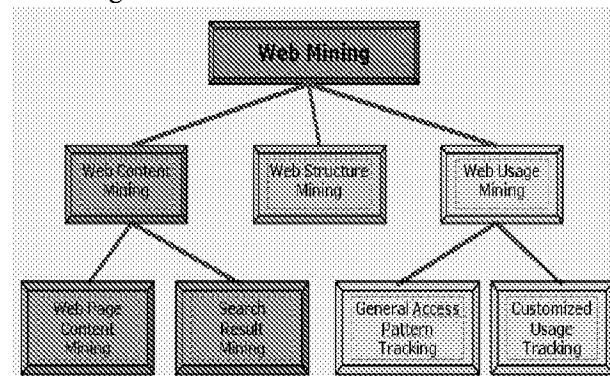 Web Mining
Web Content
Mining
Web Structure
Mining
Web Usage
Mining
Web Page
Content
Mining
Search
Result
Mining
General Access
Pattern
Tracking
Customized
Usage
Tracking